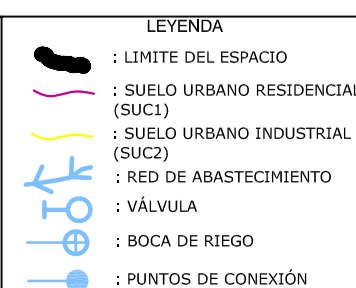 LEYENDA
: LIMITE DEL ESPACIO
: SUELO URBANO RESIDENCIAL
(SUC1)
: SUELO URBANO INDUSTRIAL
(SUC2)
: RED DE ABASTECIMIENTO
: VÁLVULA
: BOCA DE RIEGO
: PUNTOS DE CONEXIÓN